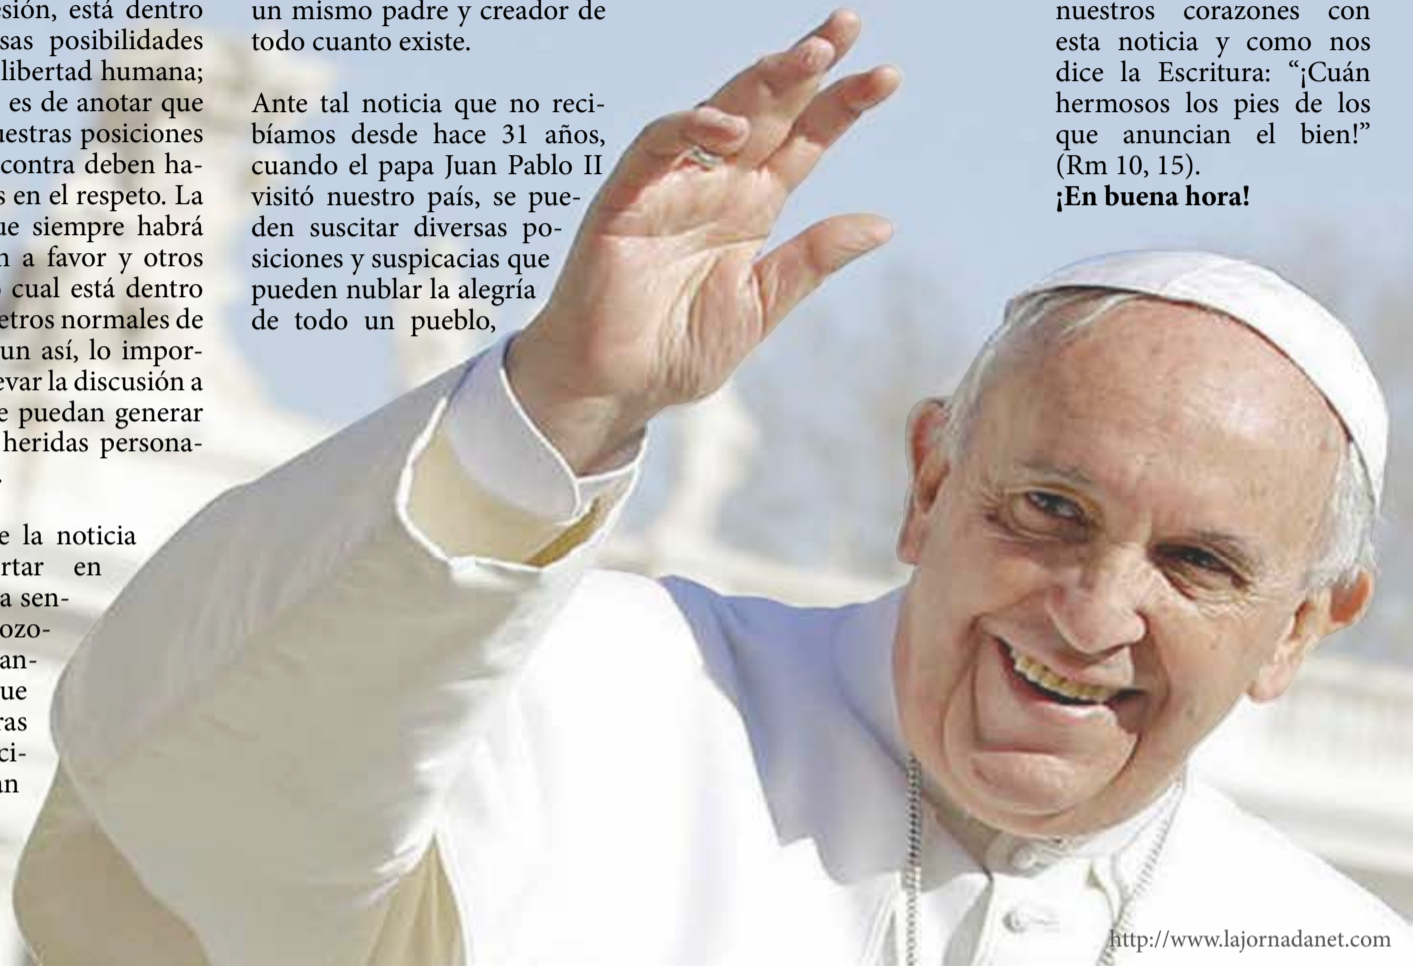 esión, está dentro
sas posibilidades
libertad humana;
es de anotar que
uestras posiciones
contra deben ha-
s en el respeto. La
ue siempre habrá
n a favor y otros
o cual está dentro
etros normales de
un así, lo impor-
evar la discusión a
e puedan generar
heridas persona-
.
e la noticia
rtar en
a sen-
ozo-
an-
ue
ras
ci-
an
un mismo padre y creador de
todo cuanto existe.
Ante tal noticia que no reci-
bíamos desde hace 31 años,
cuando el papa Juan Pablo II
visitó nuestro país, se pue-
den suscitar diversas po-
siciones y suspicacias que
pueden nublar la alegría
de todo un pueblo,
nuestros corazones con
esta noticia y como nos
dice la Escritura: “¡Cuán
hermosos los pies de los
que anuncian el bien!”
(Rm 10, 15).
¡En buena hora!
http://www.lajornadanet.com